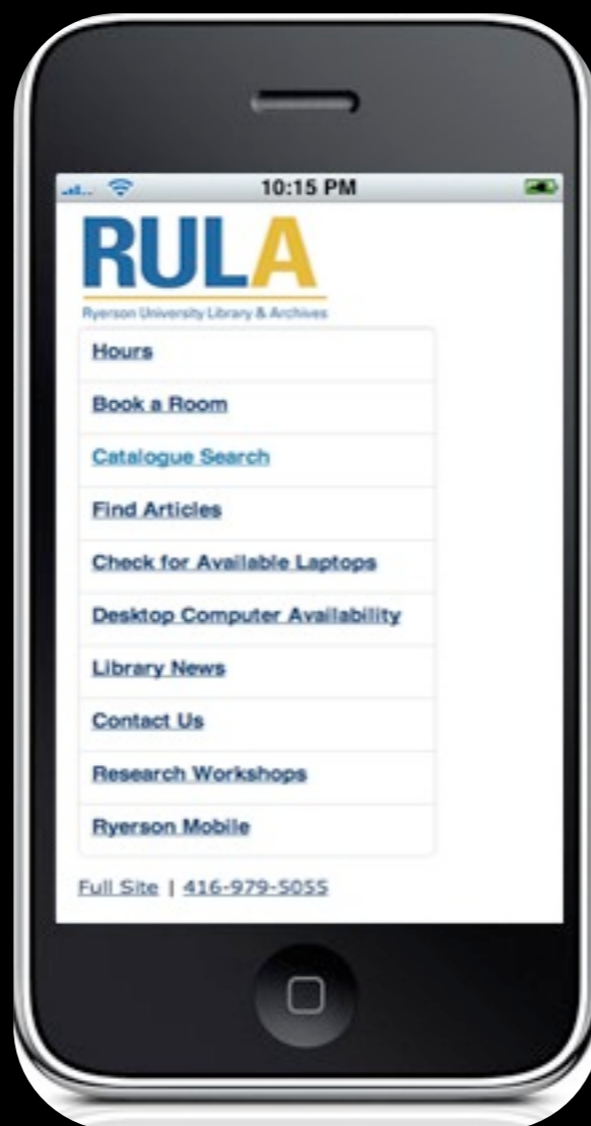 10:15 PM
RULA
Ryerson University Library & Archives
Hours
Book a Room
Catalogue Search
Find Articles
Check for Available Laptops
Desktop Computer Availability
Library News
Contact Us
Research Workshops
Ryerson Mobile
Full Site | 416-979-5055